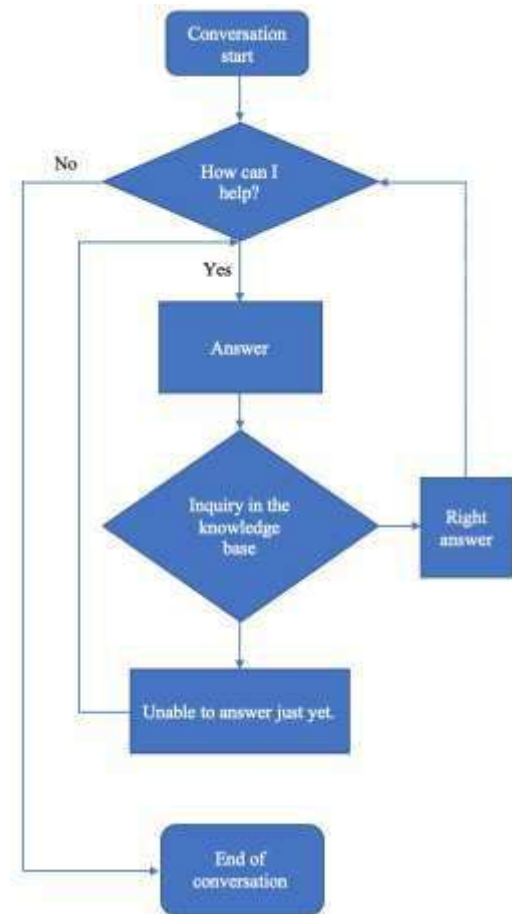 Conversation
start
No
How can I
help?
Yes
Answer
Inquiry in the
knowledge
base
Right
answer
Unable to answer just yet.
End of
conversation